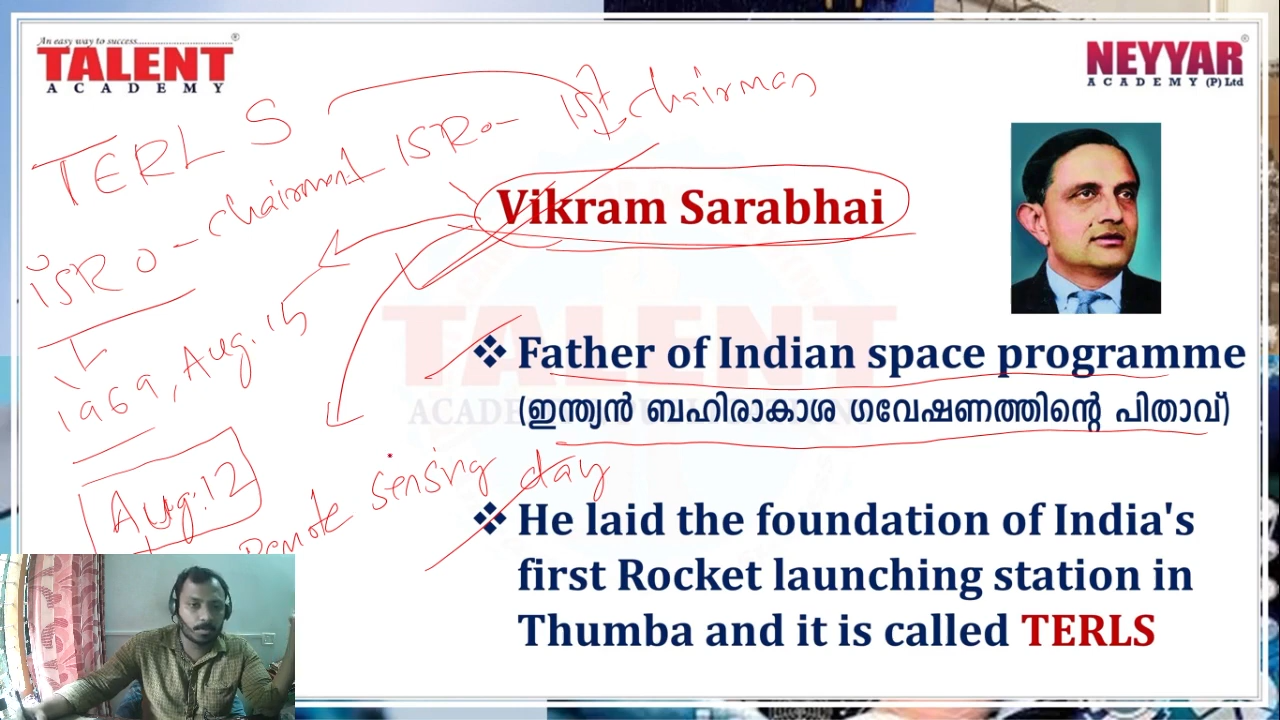 An easy way to success
TALENT
ACADEMY
NEYYAR
ACADEMY (P) Ltd
TERLS
ISRO - 1st chairman
ISRO - chairman
1969, Aug. 15
Aug. 12
Remote sensing day
Vikram Sarabhai
TALENT
❖ Father of Indian space programme
(ഇന്ത്യൻ ബഹിരാകാശ ഗവേഷണത്തിന്റെ പിതാവ്)
❖ He laid the foundation of India's
first Rocket launching station in
Thumba and it is called TERLS